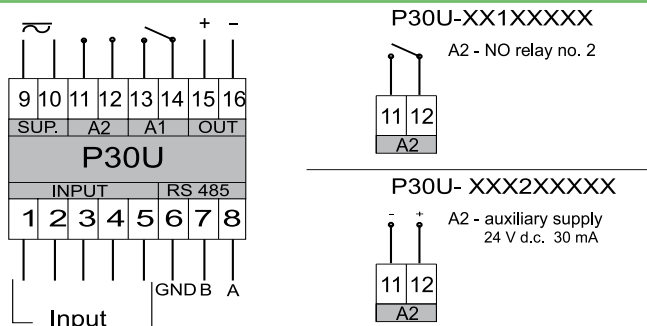 + -
9 10 11 12 13 14 15 16
SUP. A2 A1 OUT
P30U
INPUT RS 485
1 2 3 4 5 6 7 8
GND B A
Input
P30U-XX1XXXXX
A2 - NO relay no. 2
11 12
A2
P30U- XXX2XXXXX
- +
A2 - auxiliary supply
24 V d.c. 30 mA
11 12
A2